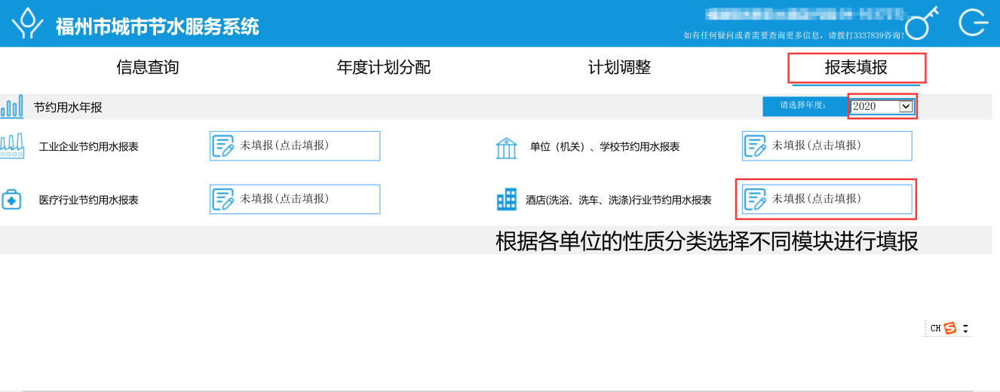 福州市城市节水服务系统
如有任何疑问或者需要查询更多信息，请拨打3337839咨询!
信息查询 年度计划分配 计划调整 报表填报
节约用水年报 请选择年度： 2020
工业企业节约用水报表 未填报(点击填报) 单位（机关）、学校节约用水报表 未填报(点击填报)
医疗行业节约用水报表 未填报(点击填报) 酒店(洗浴、洗车、洗涤)行业节约用水报表 未填报(点击填报)
根据各单位的性质分类选择不同模块进行填报
CH